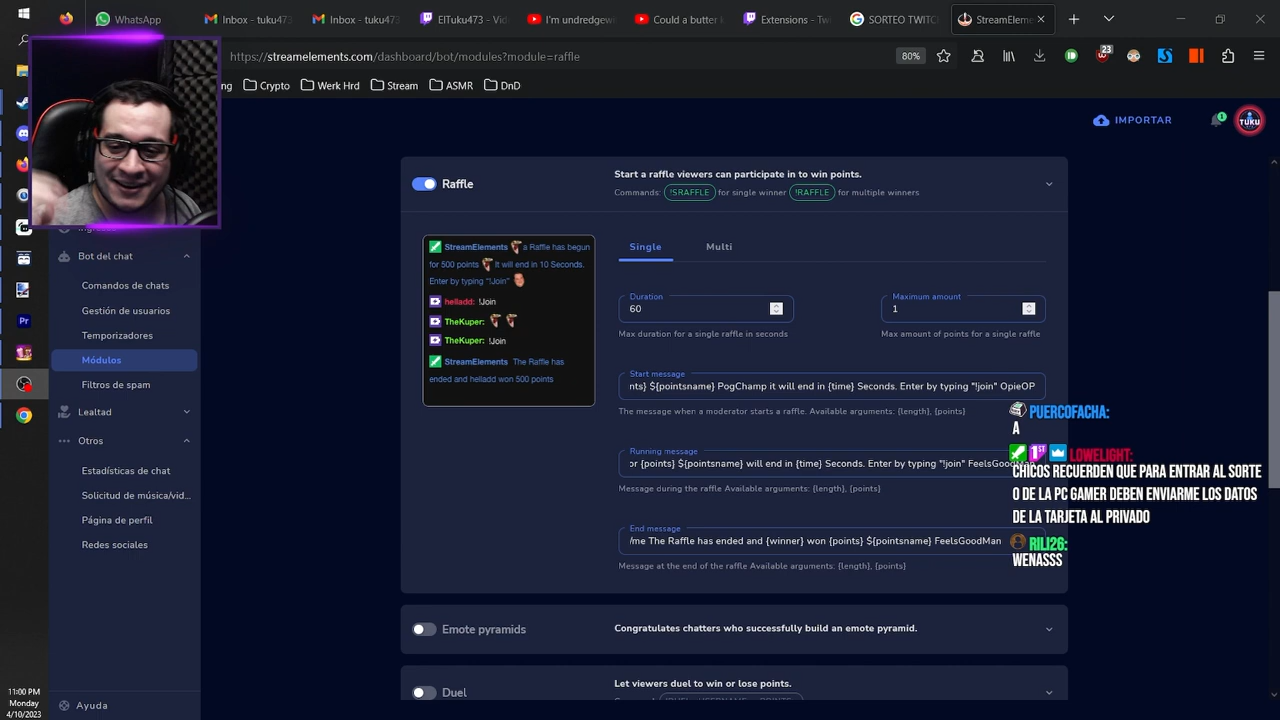 WhatsApp
Inbox - tuku473
Inbox - tuku473
ElTuku473 - Vid
I'm undredgew
Could a butter k
Extensions - Tw
SORTEO TWITC
StreamEleme
https://streamelements.com/dashboard/bot/modules?module=raffle
80%
23
ng
Crypto
Werk Hrd
Stream
ASMR
DnD
IMPORTAR
1
TUKU
Bot del chat
Comandos de chats
Gestión de usuarios
Temporizadores
Módulos
Filtros de spam
Lealtad
Otros
Estadísticas de chat
Solicitud de música/vid...
Página de perfil
Redes sociales
Ayuda
Raffle
Start a raffle viewers can participate in to win points.
Commands: !SRAFFLE for single winner !RAFFLE for multiple winners
StreamElements a Raffle has begun
for 500 points It will end in 10 Seconds.
Enter by typing "!Join"
helladd: !Join
TheKuper:
TheKuper: !Join
StreamElements The Raffle has
ended and helladd won 500 points
Single
Multi
Duration
60
Max duration for a single raffle in seconds
Maximum amount
1
Max amount of points for a single raffle
Start message
nts} ${pointsname} PogChamp it will end in {time} Seconds. Enter by typing "!join" OpieOP
The message when a moderator starts a raffle. Available arguments: {length}, {points}
Running message
or {points} ${pointsname} will end in {time} Seconds. Enter by typing "!join" FeelsGoodMan
Message during the raffle Available arguments: {length}, {points}
End message
/me The Raffle has ended and {winner} won {points} ${pointsname} FeelsGoodMan
Message at the end of the raffle Available arguments: {length}, {points}
PUERCOFACHA:
A
1ST
LOWELIGHT:
CHICOS RECUERDEN QUE PARA ENTRAR AL SORTE
O DE LA PC GAMER DEBEN ENVIARME LOS DATOS
DE LA TARJETA AL PRIVADO
RILI26:
WENASSS
Emote pyramids
Congratulates chatters who successfully build an emote pyramid.
Duel
Let viewers duel to win or lose points.
Pr
11:00 PM
Monday
4/10/2023